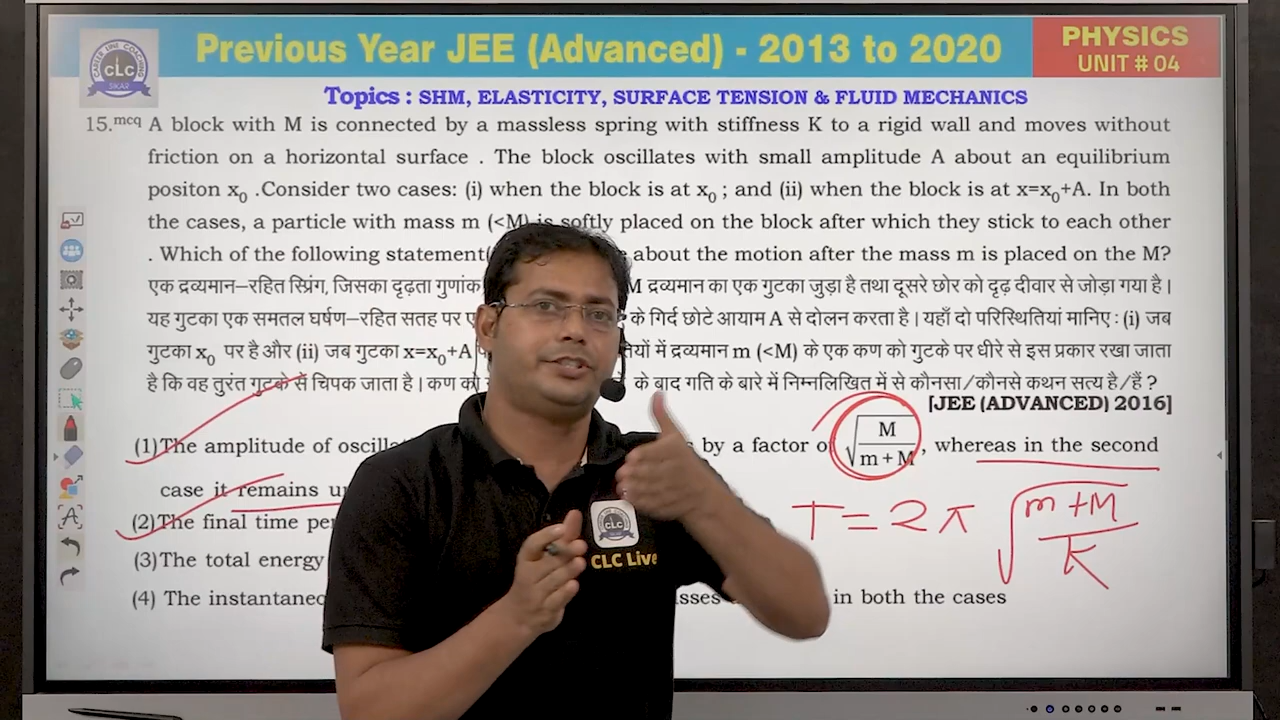 Previous Year JEE (Advanced) - 2013 to 2020
PHYSICS
UNIT # 04
CLC
SIKAR
Topics : SHM, ELASTICITY, SURFACE TENSION & FLUID MECHANICS
15.mcq A block with M is connected by a massless spring with stiffness K to a rigid wall and moves without
friction on a horizontal surface . The block oscillates with small amplitude A about an equilibrium
positon x0 .Consider two cases: (i) when the block is at x0 ; and (ii) when the block is at x=x0+A. In both
the cases, a particle with mass m (<M) is softly placed on the block after which they stick to each other
. Which of the following statement( about the motion after the mass m is placed on the M?
एक द्रव्यमान–रहित स्प्रिंग, जिसका दृढ़ता गुणांक M द्रव्यमान का एक गुटका जुड़ा है तथा दूसरे छोर को दृढ़ दीवार से जोड़ा गया है ।
यह गुटका एक समतल घर्षण–रहित सतह पर के गिर्द छोटे आयाम A से दोलन करता है । यहाँ दो परिस्थितियां मानिए : (i) जब
गुटका x0 पर है और (ii) जब गुटका x=x0+A में द्रव्यमान m (<M) के एक कण को गुटके पर धीरे से इस प्रकार रखा जाता
है कि वह तुरंत गुटके से चिपक जाता है । कण को के बाद गति के बारे में निम्नलिखित में से कौनसा/कौनसे कथन सत्य है/हैं ?
[JEE (ADVANCED) 2016]
(1)The amplitude of by a factor of √(M/(m+M)), whereas in the second
case it remains
(2)The final time
T = 2π √((m+M)/K)
(3)The total energy
(4) The in both the cases
CLC
CLC Live